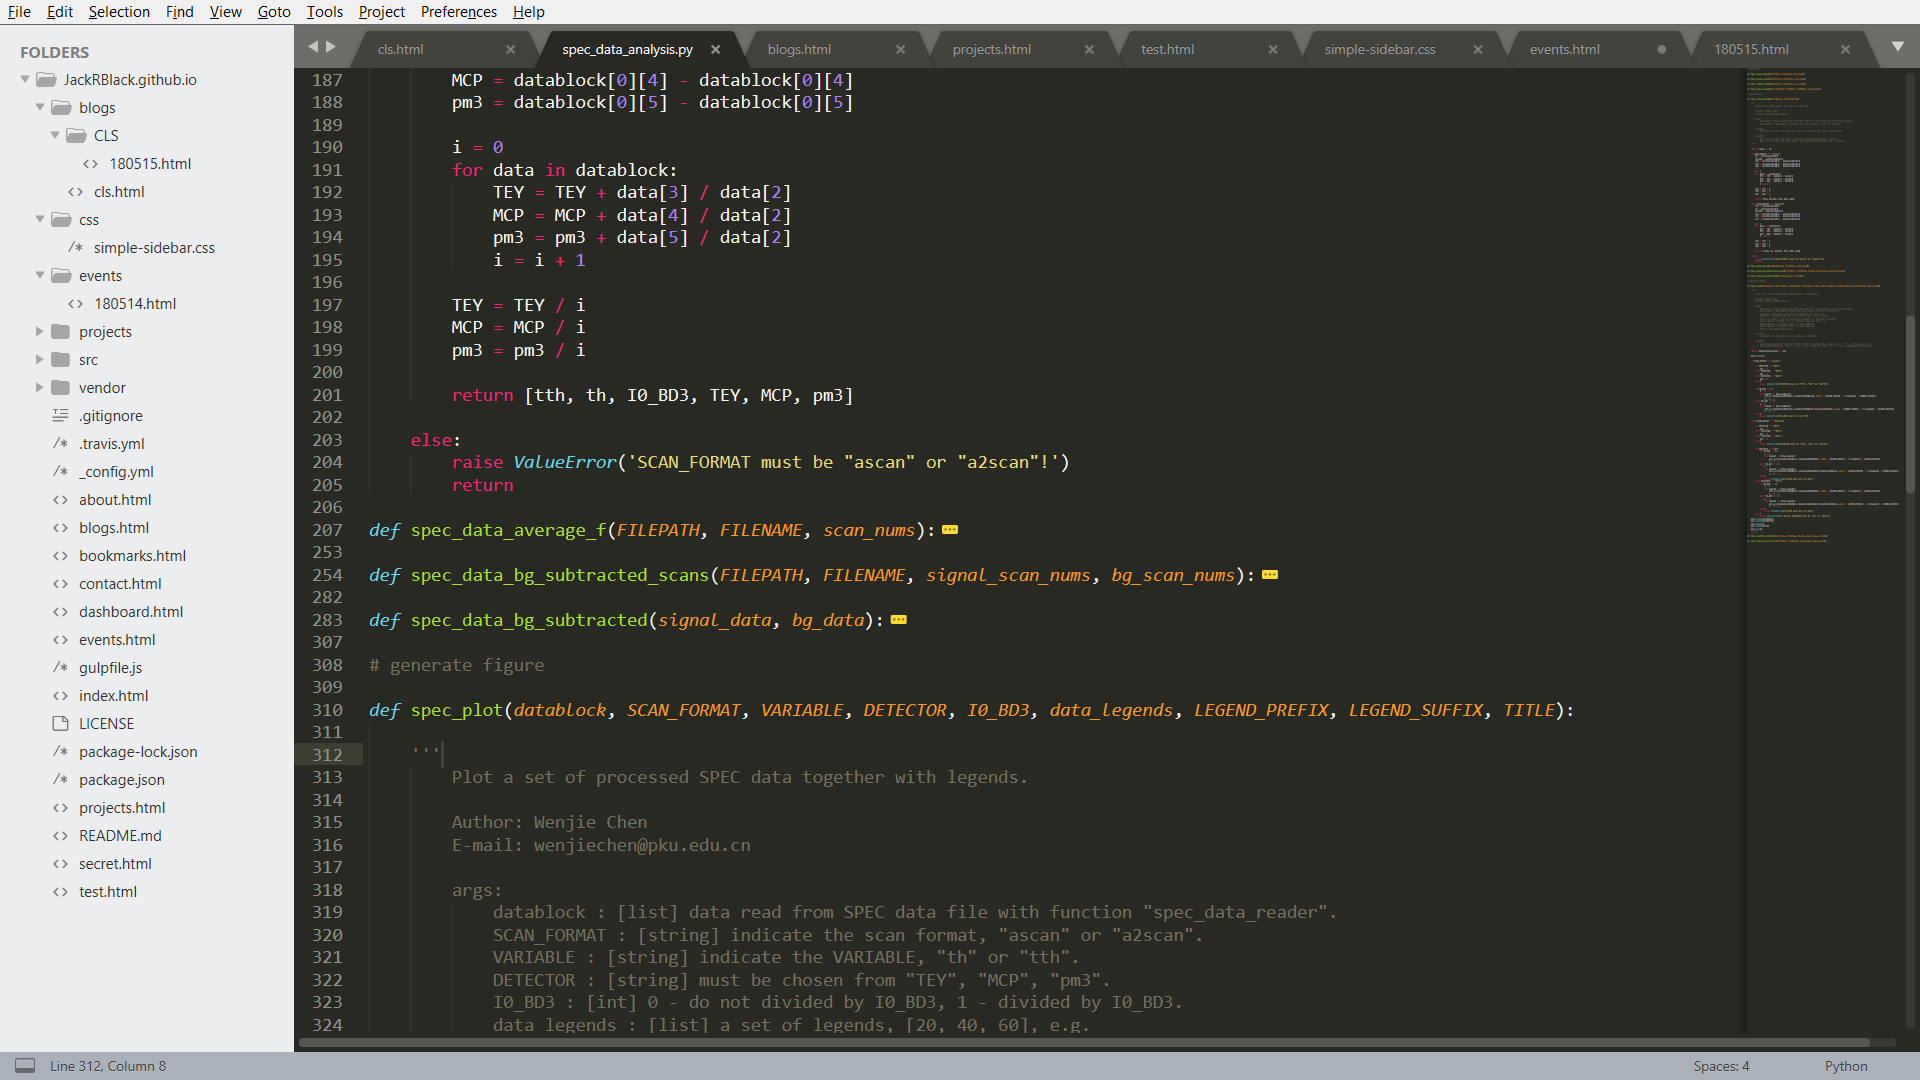 File Edit Selection Find View Goto Tools Project Preferences Help
FOLDERS
JackRBlack.github.io
blogs
CLS
180515.html
cls.html
css
simple-sidebar.css
events
180514.html
projects
src
vendor
.gitignore
.travis.yml
_config.yml
about.html
blogs.html
bookmarks.html
contact.html
dashboard.html
events.html
gulpfile.js
index.html
LICENSE
package-lock.json
package.json
projects.html
README.md
secret.html
test.html
cls.html spec_data_analysis.py blogs.html projects.html test.html simple-sidebar.css events.html 180515.html
187 MCP = datablock[0][4] - datablock[0][4]
188 pm3 = datablock[0][5] - datablock[0][5]
189
190 i = 0
191 for data in datablock:
192 TEY = TEY + data[3] / data[2]
193 MCP = MCP + data[4] / data[2]
194 pm3 = pm3 + data[5] / data[2]
195 i = i + 1
196
197 TEY = TEY / i
198 MCP = MCP / i
199 pm3 = pm3 / i
200
201 return [tth, th, I0_BD3, TEY, MCP, pm3]
202
203 else:
204 raise ValueError('SCAN_FORMAT must be "ascan" or "a2scan"!')
205 return
206
207 def spec_data_average_f(FILEPATH, FILENAME, scan_nums):
253
254 def spec_data_bg_subtracted_scans(FILEPATH, FILENAME, signal_scan_nums, bg_scan_nums):
282
283 def spec_data_bg_subtracted(signal_data, bg_data):
307
308 # generate figure
309
310 def spec_plot(datablock, SCAN_FORMAT, VARIABLE, DETECTOR, I0_BD3, data_legends, LEGEND_PREFIX, LEGEND_SUFFIX, TITLE):
311
312 '''
313 Plot a set of processed SPEC data together with legends.
314
315 Author: Wenjie Chen
316 E-mail: wenjiechen@pku.edu.cn
317
318 args:
319 datablock : [list] data read from SPEC data file with function "spec_data_reader".
320 SCAN_FORMAT : [string] indicate the scan format, "ascan" or "a2scan".
321 VARIABLE : [string] indicate the VARIABLE, "th" or "tth".
322 DETECTOR : [string] must be chosen from "TEY", "MCP", "pm3".
323 I0_BD3 : [int] 0 - do not divided by I0_BD3, 1 - divided by I0_BD3.
324 data_legends : [list] a set of legends, [20, 40, 60], e.g.
Line 312, Column 8
Spaces: 4
Python